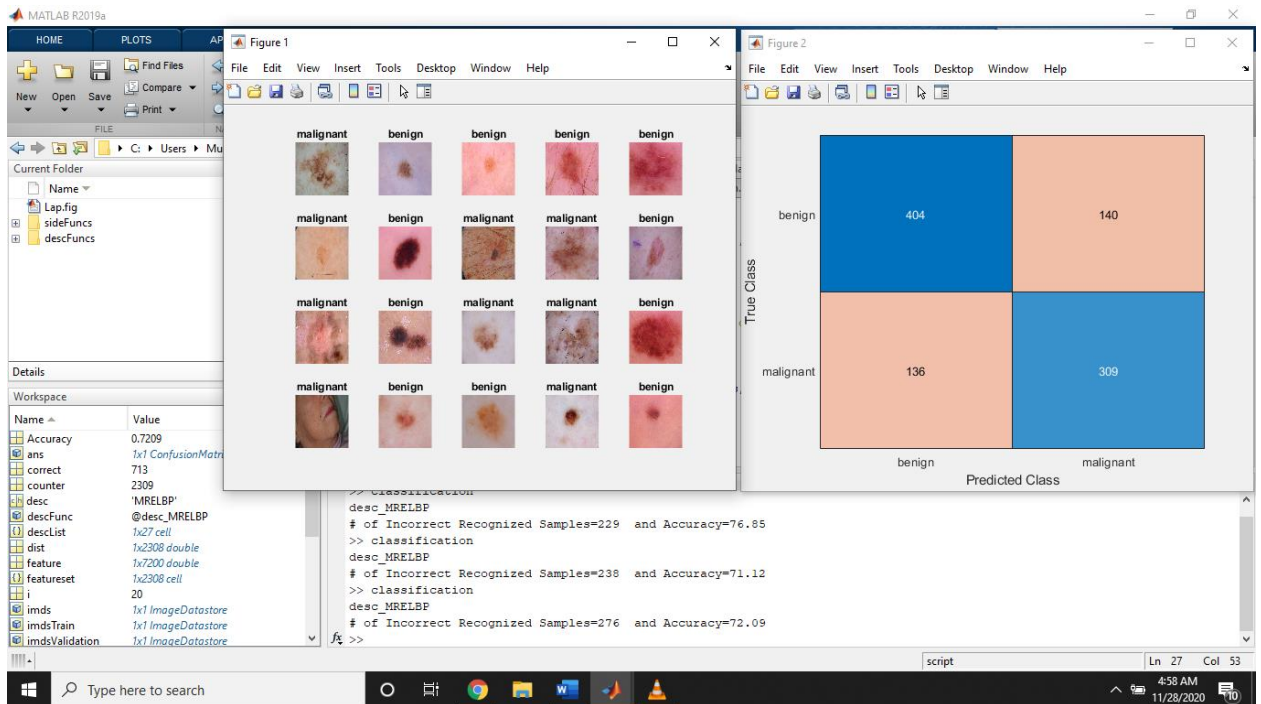 MATLAB R2019a
HOME PLOTS AP
New Open Save Find Files Compare Print
FILE
C: Users Mu
Current Folder
Name
Lap.fig
sideFuncs
descFuncs
Details
Workspace
Name Value
Accuracy 0.7209
ans 1x1 ConfusionMatri
correct 713
counter 2309
desc 'MRELBP'
descFunc @desc_MRELBP
descList 1x27 cell
dist 1x2308 double
feature 1x7200 double
featureset 1x2308 cell
i 20
imds 1x1 ImageDatastore
imdsTrain 1x1 ImageDatastore
imdsValidation 1x1 ImageDatastore
Figure 1
File Edit View Insert Tools Desktop Window Help
malignant benign benign benign benign
malignant benign malignant malignant benign
malignant benign malignant malignant benign
malignant benign benign malignant benign
Figure 2
File Edit View Insert Tools Desktop Window Help
True Class
benign 404 140
malignant 136 309
benign malignant
Predicted Class
>> classification
desc_MRELBP
# of Incorrect Recognized Samples=229 and Accuracy=76.85
>> classification
desc_MRELBP
# of Incorrect Recognized Samples=238 and Accuracy=71.12
>> classification
desc_MRELBP
# of Incorrect Recognized Samples=276 and Accuracy=72.09
fx >>
script Ln 27 Col 53
Type here to search
4:58 AM
11/28/2020
10